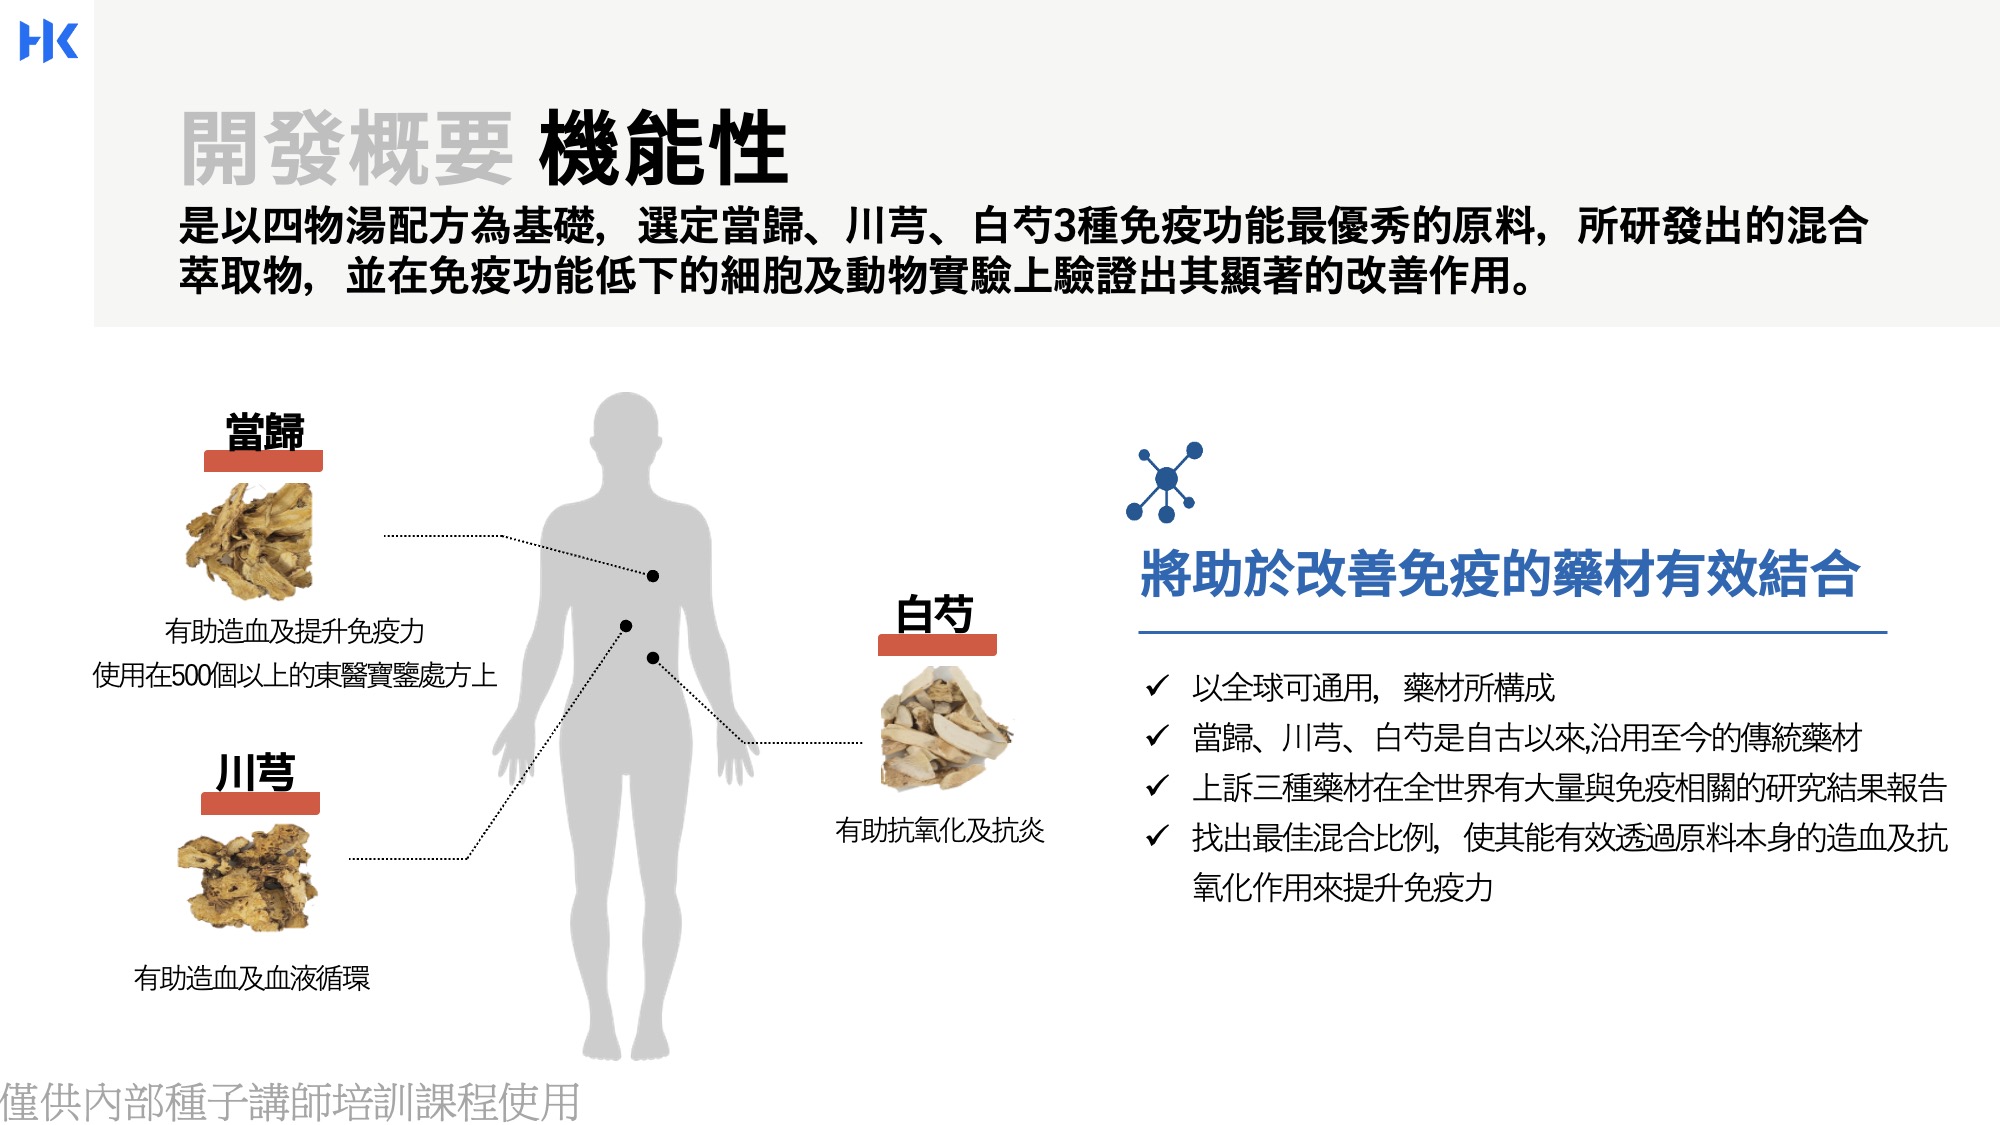 HK
開發概要 機能性
是以四物湯配方為基礎，選定當歸、川芎、白芍3種免疫功能最優秀的原料，所研發出的混合
萃取物，並在免疫功能低下的細胞及動物實驗上驗證出其顯著的改善作用。
當歸
有助造血及提升免疫力
使用在500個以上的東醫寶鑒處方上
川芎
有助造血及血液循環
白芍
有助抗氧化及抗炎
將助於改善免疫的藥材有效結合
✓ 以全球可通用，藥材所構成
✓ 當歸、川芎、白芍是自古以來,沿用至今的傳統藥材
✓ 上訴三種藥材在全世界有大量與免疫相關的研究結果報告
✓ 找出最佳混合比例，使其能有效透過原料本身的造血及抗
氧化作用來提升免疫力
僅供內部種子講師培訓課程使用